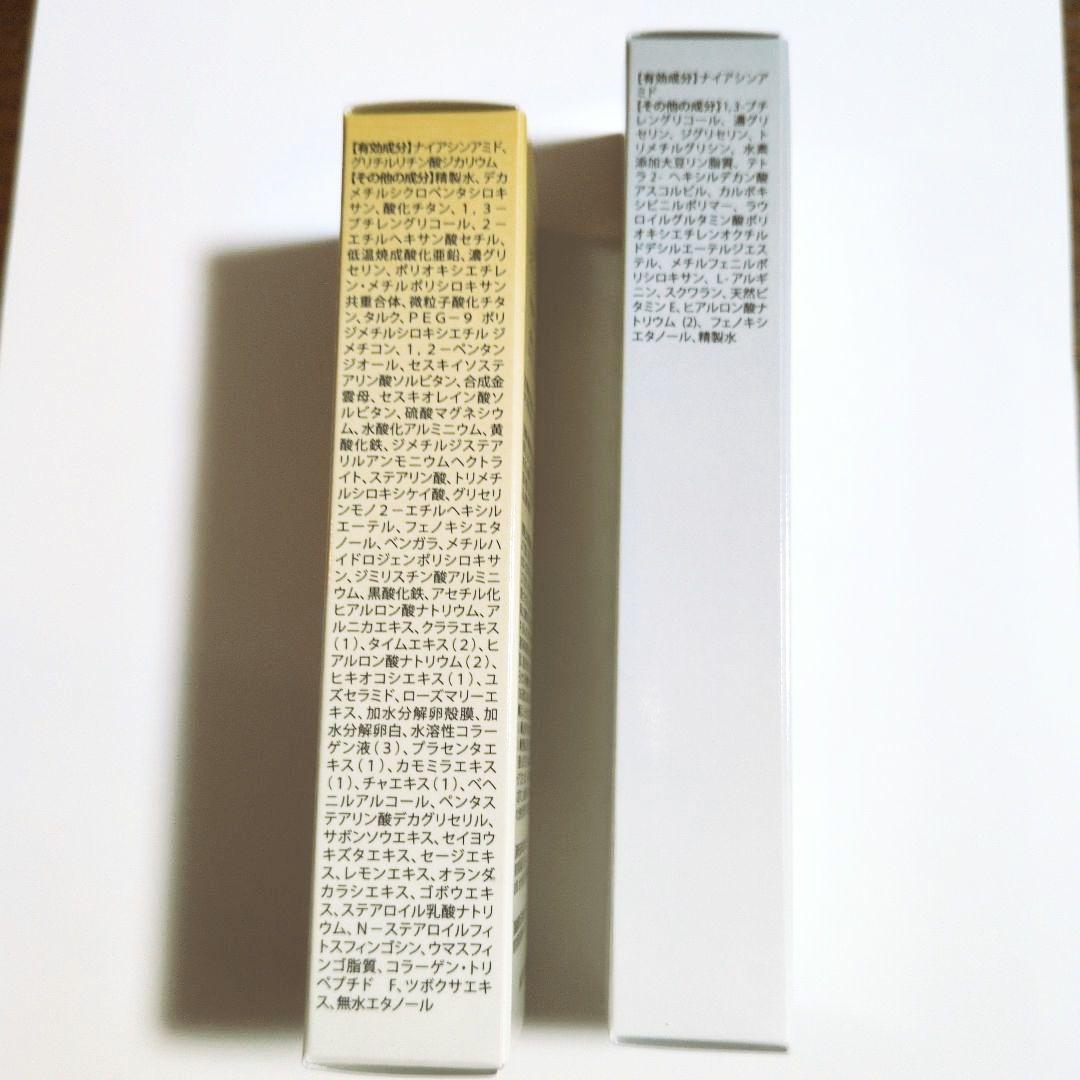 【有効成分】ナイアシンアミド、
グリチルリチン酸ジカリウム
【その他の成分】精製水、デカ
メチルシクロペンタシロキ
サン、酸化チタン、1,3－
ブチレングリコール、2－
エチルヘキサン酸セチル、
低温焼成酸化亜鉛、濃グリ
セリン、ポリオキシエチレ
ン・メチルポリシロキサン
共重合体、微粒子酸化チタ
ン、タルク、PEG－9 ポリ
ジメチルシロキシエチル ジ
メチコン、1,2－ペンタン
ジオール、セスキイソステ
アリン酸ソルビタン、合成金
雲母、セスキオレイン酸ソ
ルビタン、硫酸マグネシウ
ム、水酸化アルミニウム、黄
酸化鉄、ジメチルジステア
リルアンモニウムヘクトラ
イト、ステアリン酸、トリメチ
ルシロキシケイ酸、グリセリ
ンモノ2－エチルヘキシル
エーテル、フェノキシエタ
ノール、ベンガラ、メチルハ
イドロジェンポリシロキサ
ン、ジミリスチン酸アルミニ
ウム、黒酸化鉄、アセチル化
ヒアルロン酸ナトリウム、ア
ルニカエキス、クララエキス
(1)、タイムエキス(2)、ヒ
アルロン酸ナトリウム(2)、
ヒキオコシエキス(1)、ユ
ズセラミド、ローズマリーエ
キス、加水分解卵殻膜、加
水分解卵白、水溶性コラー
ゲン液(3)、プラセンタエ
キス(1)、カモミラエキス
(1)、チャエキス(1)、ベヘ
ニルアルコール、ペンタス
テアリン酸デカグリセリル、
サボンソウエキス、セイヨウ
キズタエキス、セージエキ
ス、レモンエキス、オランダ
カラシエキス、ゴボウエキ
ス、ステアロイル乳酸ナトリ
ウム、N－ステアロイルフィ
トスフィンゴシン、ウマスフィ
ンゴ脂質、コラーゲン・トリ
ペプチド F、ツボクサエキ
ス、無水エタノール
【有効成分】ナイアシンア
ミド
【その他の成分】1,3-ブチ
レングリコール、濃グリ
セリン、ジグリセリン、ト
リメチルグリシン、水素
添加大豆リン脂質、テト
ラ2-ヘキシルデカン酸
アスコルビル、カルボキ
シビニルポリマー、ラウ
ロイルグルタミン酸ポリ
オキシエチレンオクチル
ドデシルエーテルジエス
テル、メチルフェニルポ
リシロキサン、L-アルギ
ニン、スクワラン、天然ビ
タミンE、ヒアルロン酸ナ
トリウム(2)、フェノキシ
エタノール、精製水